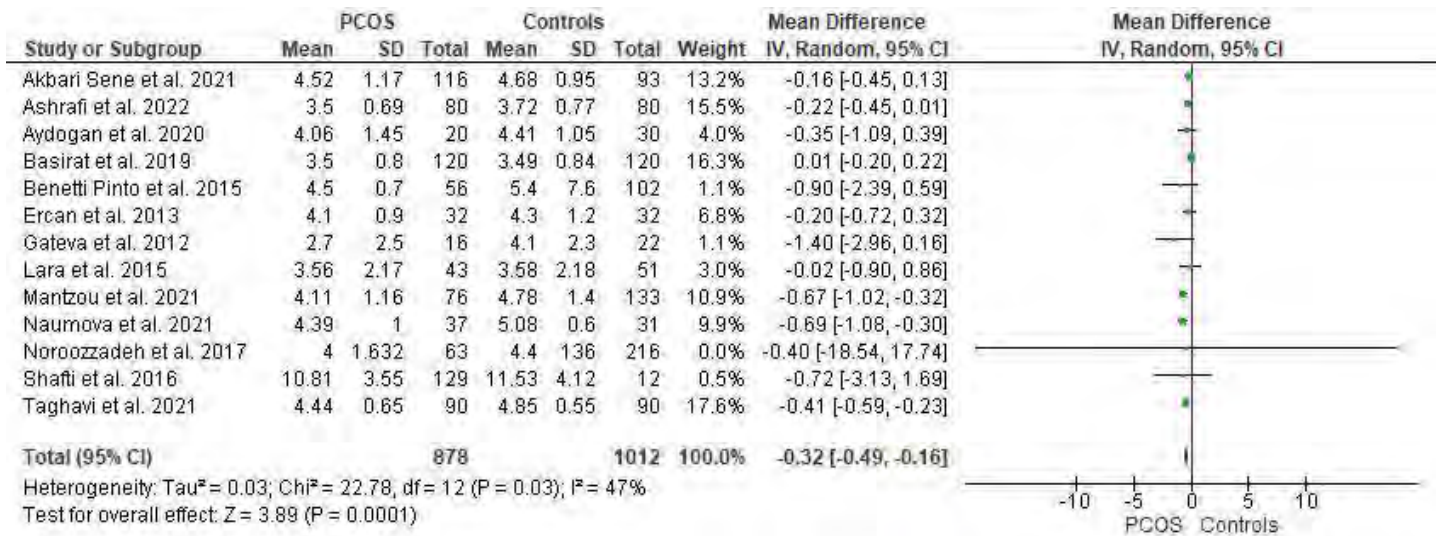 PCOS Controls Mean Difference Mean Difference
Study or Subgroup Mean SD Total Mean SD Total Weight IV, Random, 95% CI IV, Random, 95% CI
Akbari Sene et al. 2021 4.52 1.17 116 4.68 0.95 93 13.2% -0.16 [-0.45, 0.13]
Ashrafi et al. 2022 3.5 0.69 80 3.72 0.77 80 15.5% -0.22 [-0.45, 0.01]
Aydogan et al. 2020 4.06 1.45 20 4.41 1.05 30 4.0% -0.35 [-1.09, 0.39]
Basirat et al. 2019 3.5 0.8 120 3.49 0.84 120 16.3% 0.01 [-0.20, 0.22]
Benetti Pinto et al. 2015 4.5 0.7 56 5.4 7.6 102 1.1% -0.90 [-2.39, 0.59]
Ercan et al. 2013 4.1 0.9 32 4.3 1.2 32 6.8% -0.20 [-0.72, 0.32]
Gateva et al. 2012 2.7 2.5 16 4.1 2.3 22 1.1% -1.40 [-2.96, 0.16]
Lara et al. 2015 3.56 2.17 43 3.58 2.18 51 3.0% -0.02 [-0.90, 0.86]
Mantzou et al. 2021 4.11 1.16 76 4.78 1.4 133 10.9% -0.67 [-1.02, -0.32]
Naumova et al. 2021 4.39 1 37 5.08 0.6 31 9.9% -0.69 [-1.08, -0.30]
Noroozzadeh et al. 2017 4 1.632 63 4.4 136 216 0.0% -0.40 [-18.54, 17.74]
Shafti et al. 2016 10.81 3.55 129 11.53 4.12 12 0.5% -0.72 [-3.13, 1.69]
Taghavi et al. 2021 4.44 0.65 90 4.85 0.55 90 17.6% -0.41 [-0.59, -0.23]
Total (95% CI) 878 1012 100.0% -0.32 [-0.49, -0.16]
Heterogeneity: Tau² = 0.03; Chi² = 22.78, df = 12 (P = 0.03); I² = 47%
Test for overall effect: Z = 3.89 (P = 0.0001)
-10 -5 0 5 10
PCOS Controls